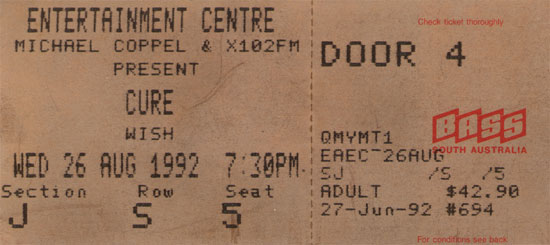 ENTERTAINMENT CENTRE
MICHAEL COPPEL & X102FM
PRESENT
CURE
WISH
WED 26 AUG 1992 7:30PM
Section Row Seat
J S 5
Check ticket thoroughly
DOOR 4
BASS
SOUTH AUSTRALIA
QMYMT1
EAEC 26AUG
SJ /S /5
ADULT $42.90
27-Jun-92 #694
For conditions see back